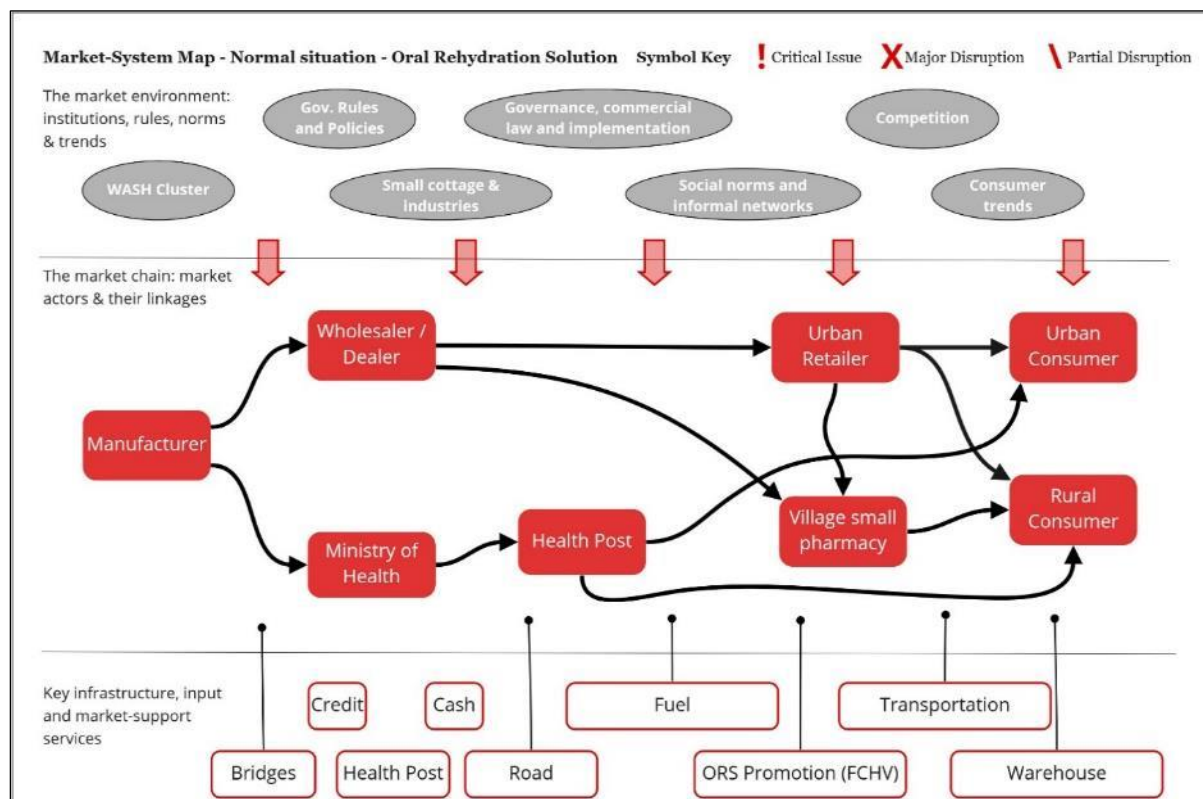 Market-System Map - Normal situation - Oral Rehydration Solution Symbol Key ! Critical Issue X Major Disruption \ Partial Disruption
The market environment:
institutions, rules, norms
& trends
Gov. Rules
and Policies
Governance, commercial
law and implementation
Competition
WASH Cluster
Small cottage &
industries
Social norms and
informal networks
Consumer
trends
The market chain: market
actors & their linkages
Wholesaler /
Dealer
Urban
Retailer
Urban
Consumer
Manufacturer
Ministry of
Health
Health Post
Village small
pharmacy
Rural
Consumer
Key infrastructure, input
and market-support
services
Credit
Cash
Fuel
Transportation
Bridges
Health Post
Road
ORS Promotion (FCHV)
Warehouse